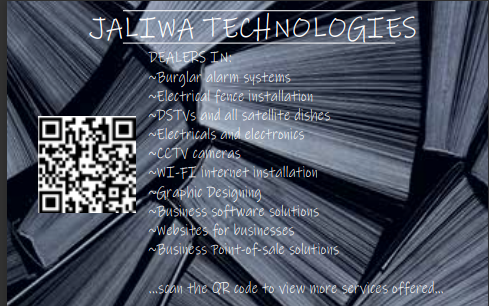 JALIWA TECHNOLOGIES
DEALERS IN:
~Burglar alarm systems
~Electrical fence installation
~DSTVs and all satellite dishes
~Electricals and electronics
~CCTV cameras
~WI-FI internet installation
~Graphic Designing
~Business software solutions
~Websites for businesses
~Business Point-of-sale solutions
...scan the QR code to view more services offered...